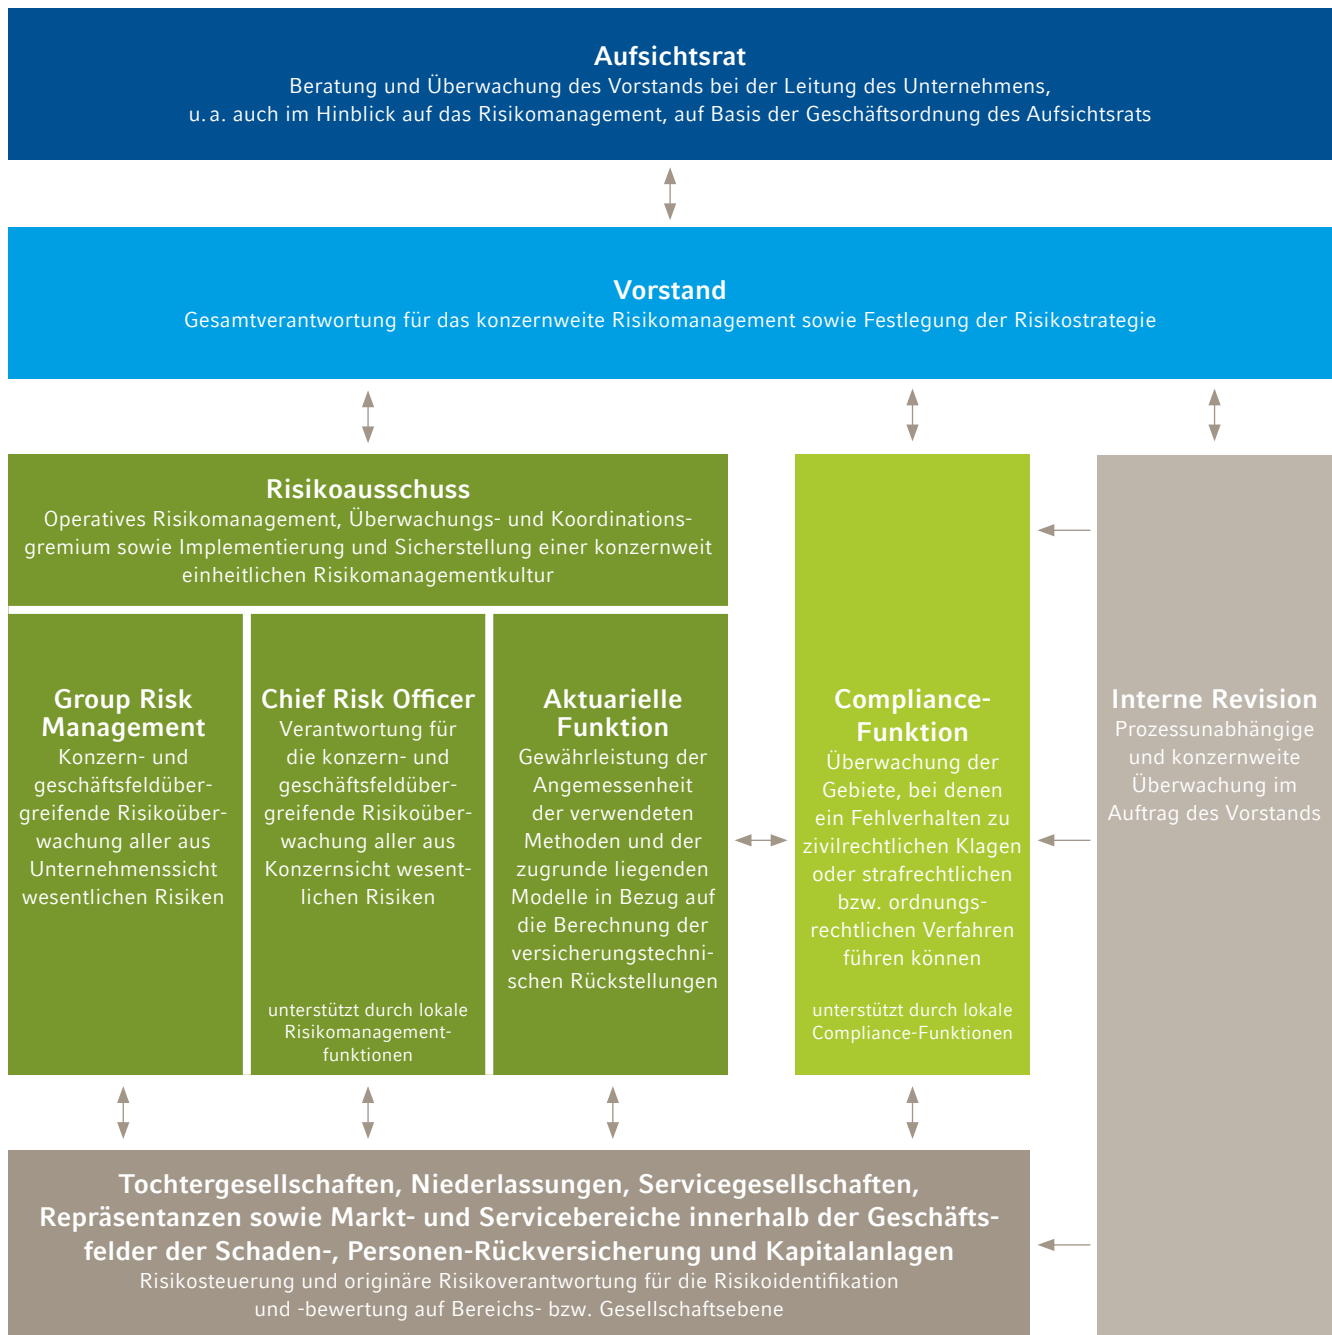 Aufsichtsrat
Beratung und Überwachung des Vorstands bei der Leitung des Unternehmens,
u. a. auch im Hinblick auf das Risikomanagement, auf Basis der Geschäftsordnung des Aufsichtsrats
Vorstand
Gesamtverantwortung für das konzernweite Risikomanagement sowie Festlegung der Risikostrategie
Risikoausschuss
Operatives Risikomanagement, Überwachungs- und Koordinations-
gremium sowie Implementierung und Sicherstellung einer konzernweit
einheitlichen Risikomanagementkultur
Group Risk
Management
Konzern- und
geschäftsfeldüber-
greifende Risikoüber-
wachung aller aus
Unternehmenssicht
wesentlichen Risiken
Chief Risk Officer
Verantwortung für
die konzern- und
geschäftsfeldüber-
greifende Risikoüber-
wachung aller aus
Konzernsicht wesent-
lichen Risiken
unterstützt durch lokale
Risikomanagement-
funktionen
Aktuarielle
Funktion
Gewährleistung der
Angemessenheit
der verwendeten
Methoden und der
zugrunde liegenden
Modelle in Bezug auf
die Berechnung der
versicherungstechni-
schen Rückstellungen
Compliance-
Funktion
Überwachung der
Gebiete, bei denen
ein Fehlverhalten zu
zivilrechtlichen Klagen
oder strafrechtlichen
bzw. ordnungs-
rechtlichen Verfahren
führen können
unterstützt durch lokale
Compliance-Funktionen
Interne Revision
Prozessunabhängige
und konzernweite
Überwachung im
Auftrag des Vorstands
Tochtergesellschaften, Niederlassungen, Servicegesellschaften,
Repräsentanzen sowie Markt- und Servicebereiche innerhalb der Geschäfts-
felder der Schaden-, Personen-Rückversicherung und Kapitalanlagen
Risikosteuerung und originäre Risikoverantwortung für die Risikoidentifikation
und -bewertung auf Bereichs- bzw. Gesellschaftsebene